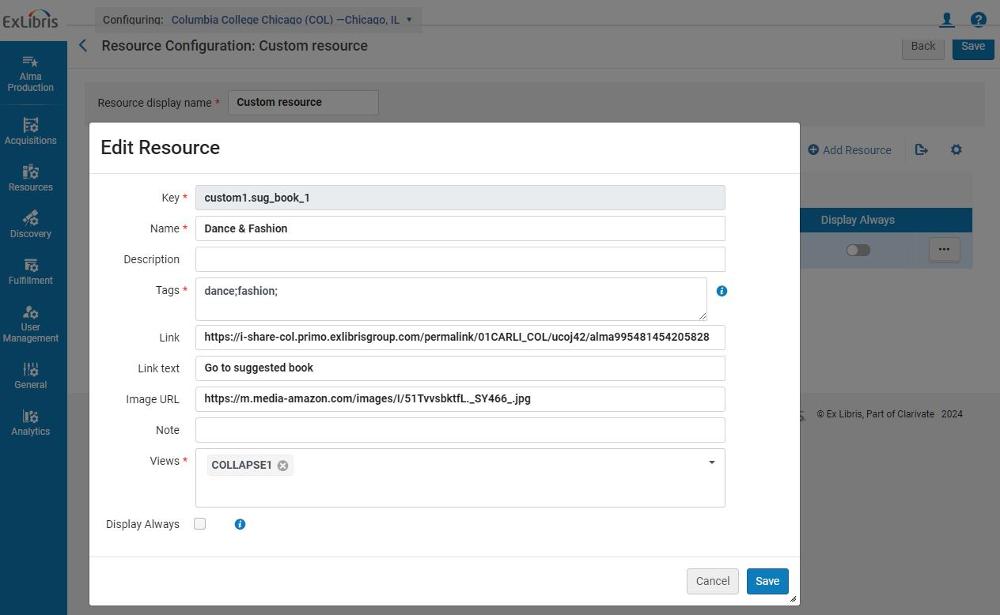 ExLibris
Configuring: Columbia College Chicago (COL) —Chicago, IL
Resource Configuration: Custom resource
Back
Save
Alma
Production
Resource display name *
Custom resource
Edit Resource
Acquisitions
Add Resource
Resources
Key *
custom1.sug_book_1
Display Always
Name *
Dance & Fashion
Discovery
Description
Fulfillment
Tags *
dance;fashion;
User
Management
Link
https://i-share-col.primo.exlibrisgroup.com/permalink/01CARLI_COL/ucoj42/alma995481454205828
Link text
Go to suggested book
General
Image URL
https://m.media-amazon.com/images/I/51TvvsbktfL._SY466_.jpg
© Ex Libris, Part of Clarivate 2024
Analytics
Note
Views *
COLLAPSE1
Display Always
Cancel
Save